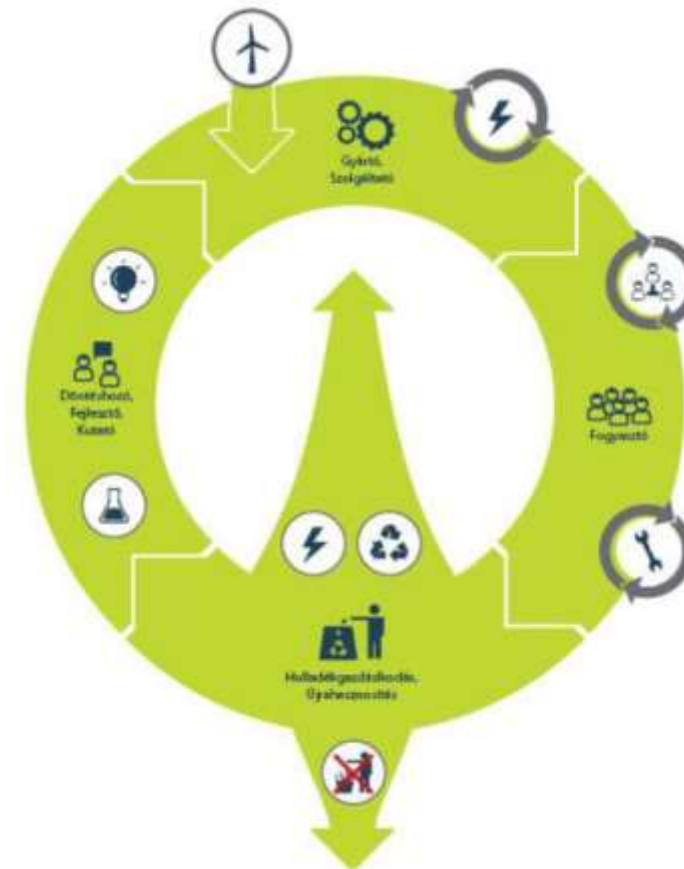 Gyártó,
Szolgáltató
Döntéshozó,
Fejlesztő,
Kutató
Fogyasztó
Hulladékgazdálkodás,
Újrahasznosítás